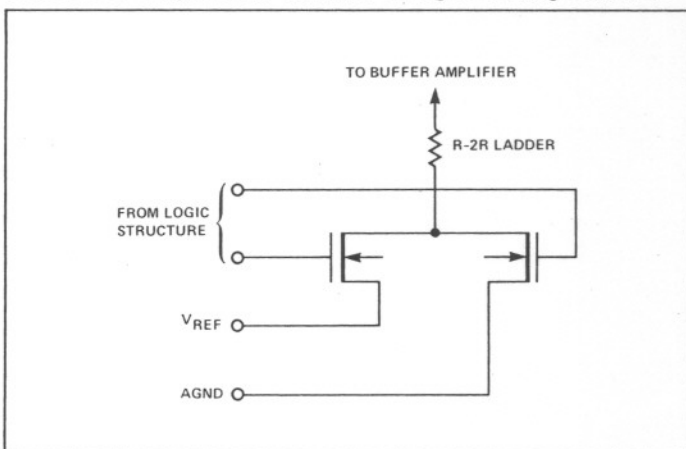 TO BUFFER AMPLIFIER
R-2R LADDER
FROM LOGIC
STRUCTURE
VREF
AGND